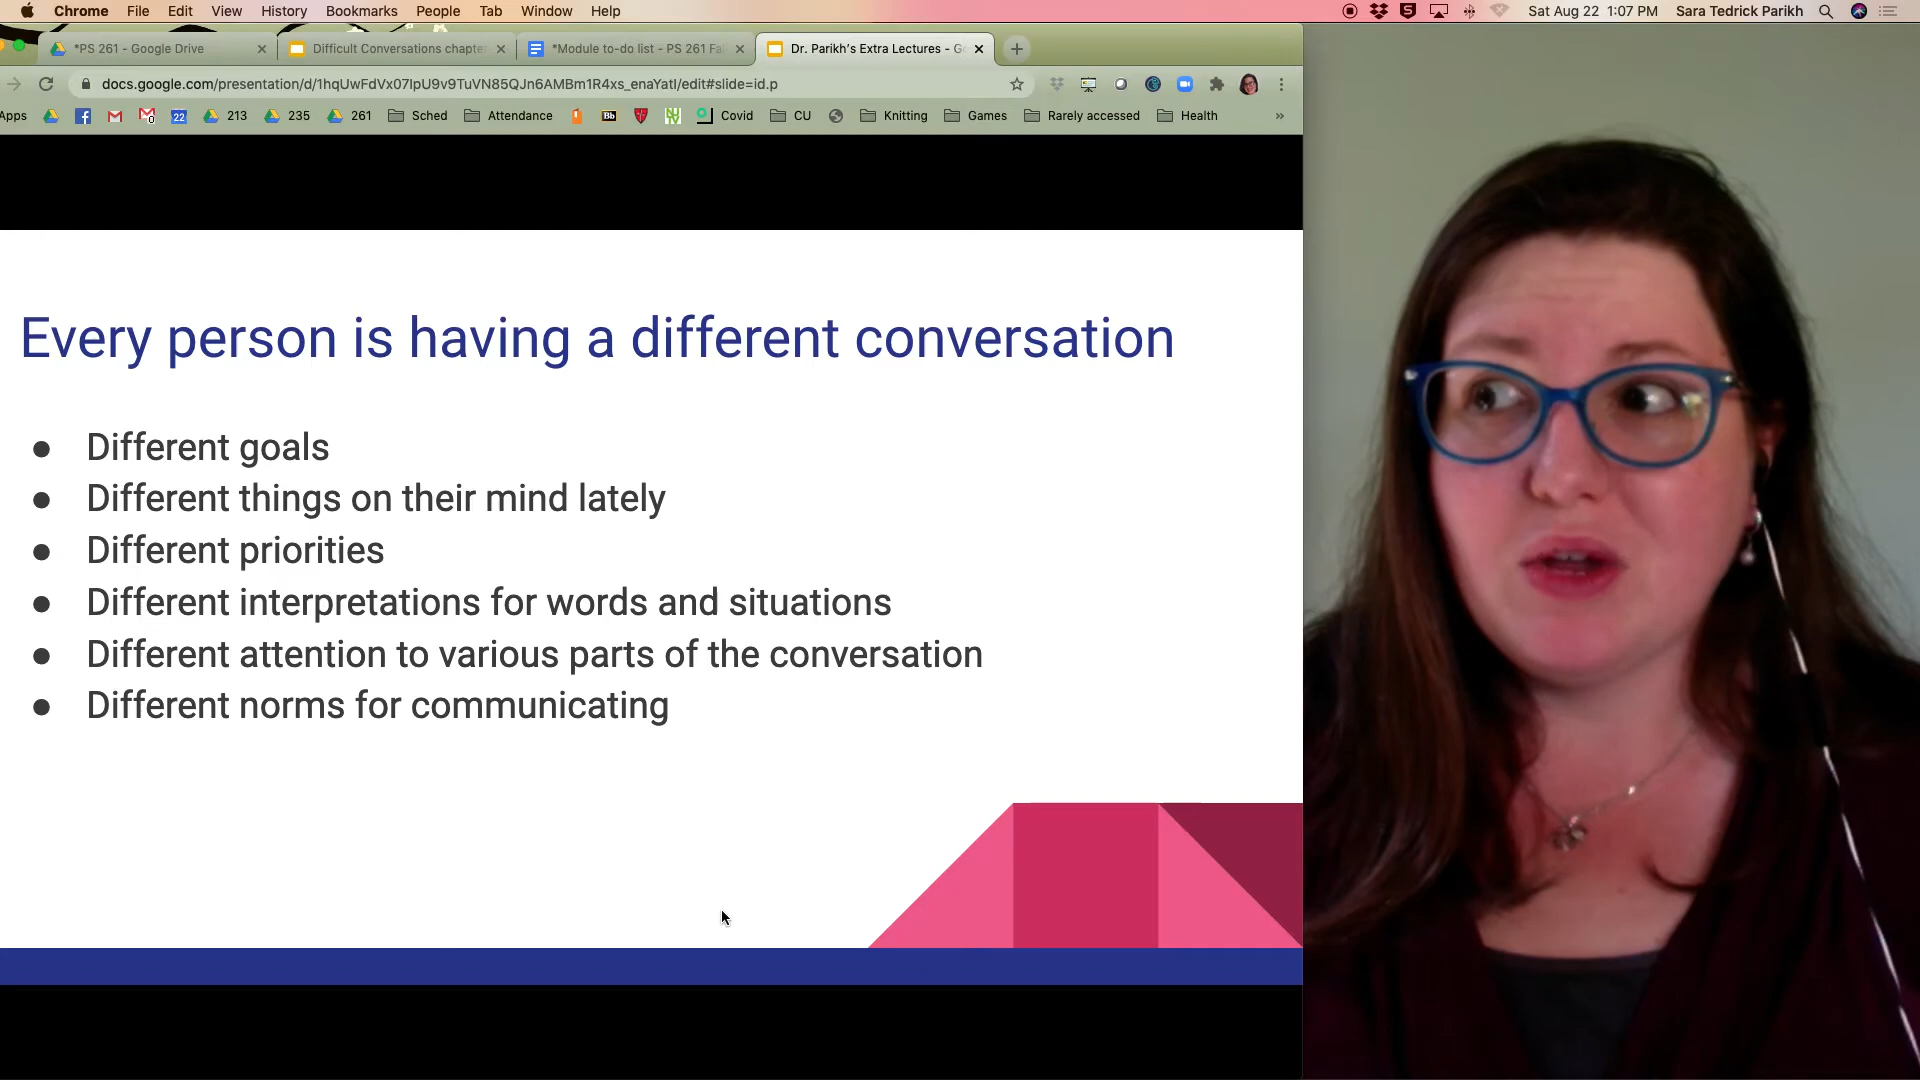 Chrome File Edit View History Bookmarks People Tab Window Help Sat Aug 22 1:07 PM Sara Tedrick Parikh
*PS 261 - Google Drive Difficult Conversations chapte *Module to-do list - PS 261 Fa Dr. Parikh's Extra Lectures - G
docs.google.com/presentation/d/1hqUwFdVx07lpU9v9TuVN85QJn6AMBm1R4xs_enaYatI/edit#slide=id.p
Apps 22 213 235 261 Sched Attendance Bb Covid CU Knitting Games Rarely accessed Health »
Every person is having a different conversation
● Different goals
● Different things on their mind lately
● Different priorities
● Different interpretations for words and situations
● Different attention to various parts of the conversation
● Different norms for communicating